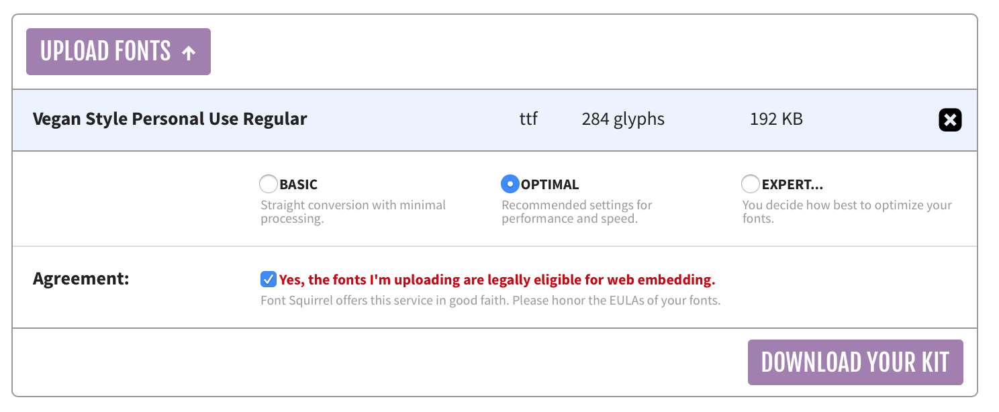 UPLOAD FONTS ↑
Vegan Style Personal Use Regular ttf 284 glyphs 192 KB
BASIC
Straight conversion with minimal
processing.
OPTIMAL
Recommended settings for
performance and speed.
EXPERT...
You decide how best to optimize your
fonts.
Agreement:
Yes, the fonts I'm uploading are legally eligible for web embedding.
Font Squirrel offers this service in good faith. Please honor the EULAs of your fonts.
DOWNLOAD YOUR KIT